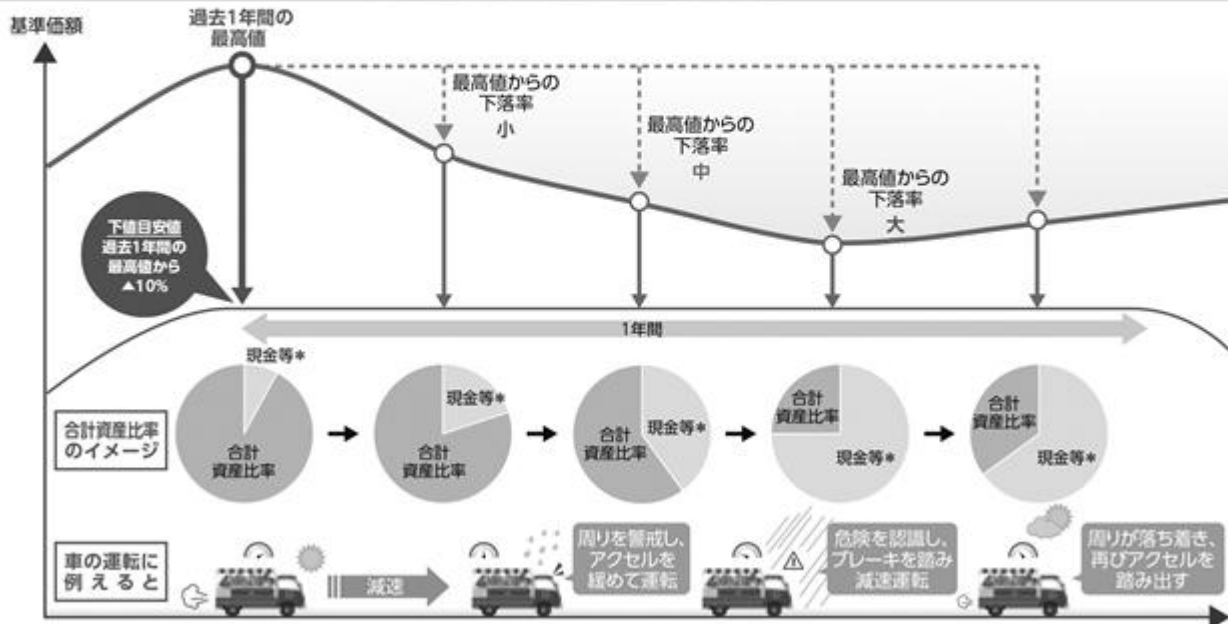 基準価額
過去1年間の
最高値
最高値からの
下落率
小
最高値からの
下落率
中
最高値からの
下落率
大
下値目安値
過去1年間の
最高値から
▲10%
1年間
合計資産比率
のイメージ
現金等*
合計
資産比率
現金等*
合計
資産比率
合計
資産比率
現金等*
合計
資産比率
現金等*
合計
資産比率
現金等*
車の運転に
例えると
減速
周りを警戒し、
アクセルを
緩めて運転
危険を認識し、
ブレーキを踏み
減速運転
周りが落ち着き、
再びアクセルを
踏み出す